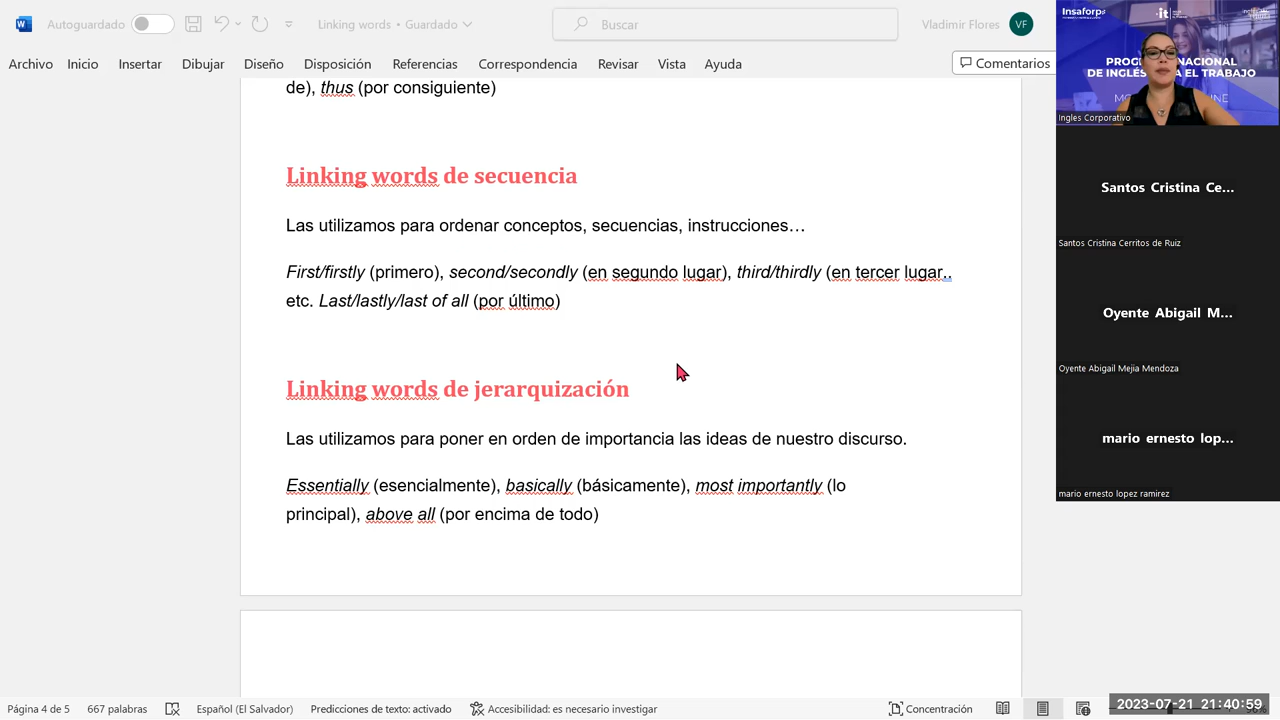 Autoguardado
Linking words • Guardado
Buscar
Vladimir Flores
VF
Archivo Inicio Insertar Dibujar Diseño Disposición Referencias Correspondencia Revisar Vista Ayuda
Comentarios
de), thus (por consiguiente)
Linking words de secuencia
Las utilizamos para ordenar conceptos, secuencias, instrucciones…
First/firstly (primero), second/secondly (en segundo lugar), third/thirdly (en tercer lugar..
etc. Last/lastly/last of all (por último)
Linking words de jerarquización
Las utilizamos para poner en orden de importancia las ideas de nuestro discurso.
Essentially (esencialmente), basically (básicamente), most importantly (lo
principal), above all (por encima de todo)
Página 4 de 5
667 palabras
Español (El Salvador)
Predicciones de texto: activado
Accesibilidad: es necesario investigar
Concentración
Insaforp
Ingles Corporativo
Santos Cristina Ce...
Santos Cristina Cerritos de Ruiz
Oyente Abigail M...
Oyente Abigail Mejia Mendoza
mario ernesto lop...
mario ernesto lopez ramirez
2023-07-21 21:40:59